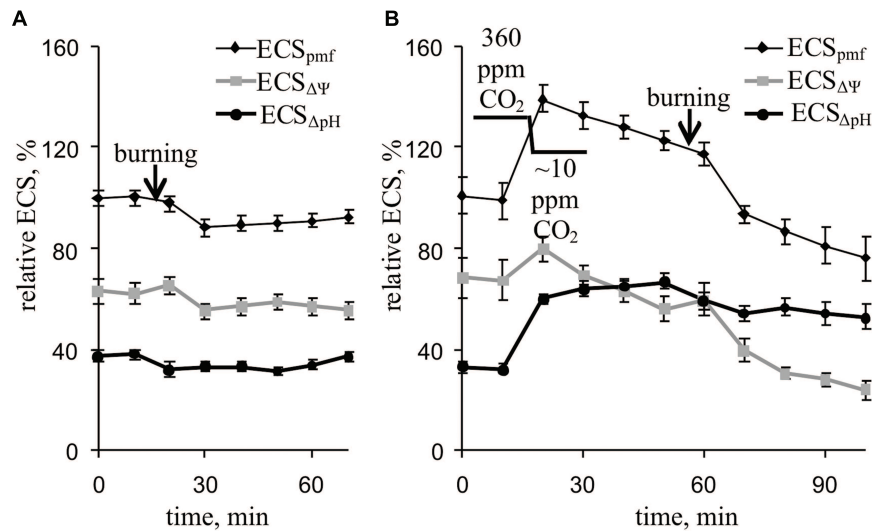 A
160
120
80
40
0
relative ECS, %
ECSpmf
ECSΔΨ
ECSΔpH
burning
0
30
60
time, min
B
160
120
80
40
0
relative ECS, %
360
ppm
CO2
~10
ppm
CO2
burning
ECSpmf
ECSΔΨ
ECSΔpH
0
30
60
90
time, min